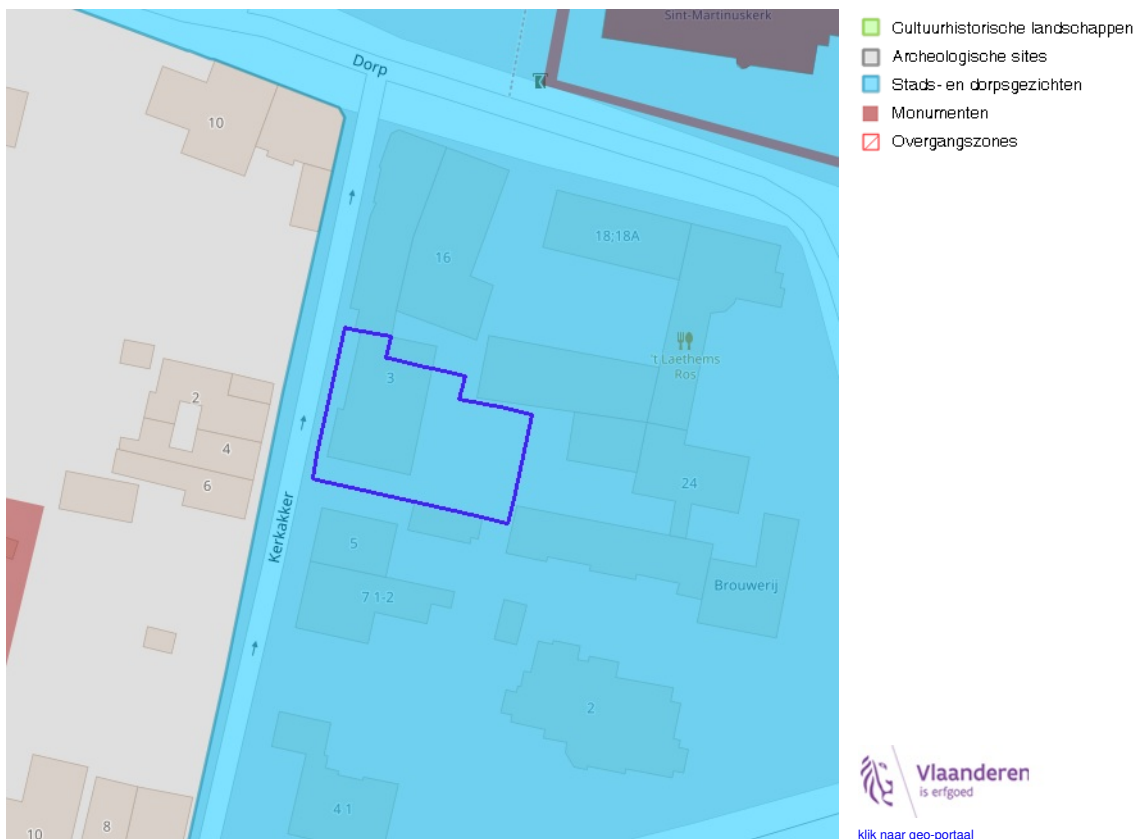 Sint-Martinuskerk
Dorp
10
16
18;18A
't Laethems
Ros
3
2
4
6
24
Kerkakker
5
7 1-2
Brouwerij
2
4 1
10
8
Cultuurhistorische landschappen
Archeologische sites
Stads- en dorpsgezichten
Monumenten
Overgangszones
Vlaanderen
is erfgoed
klik naar geo-portaal